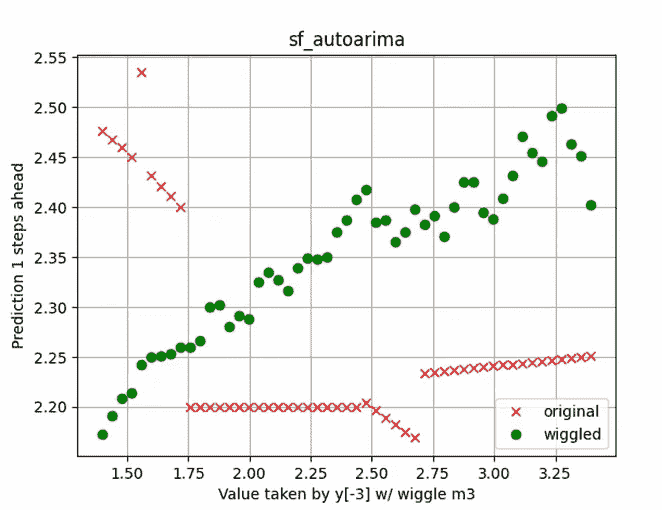 sf_autoarima
2.55
2.50
2.45
2.40
2.35
2.30
2.25
2.20
Prediction 1 steps ahead
original
wiggled
1.50 1.75 2.00 2.25 2.50 2.75 3.00 3.25
Value taken by y[-3] w/ wiggle m3